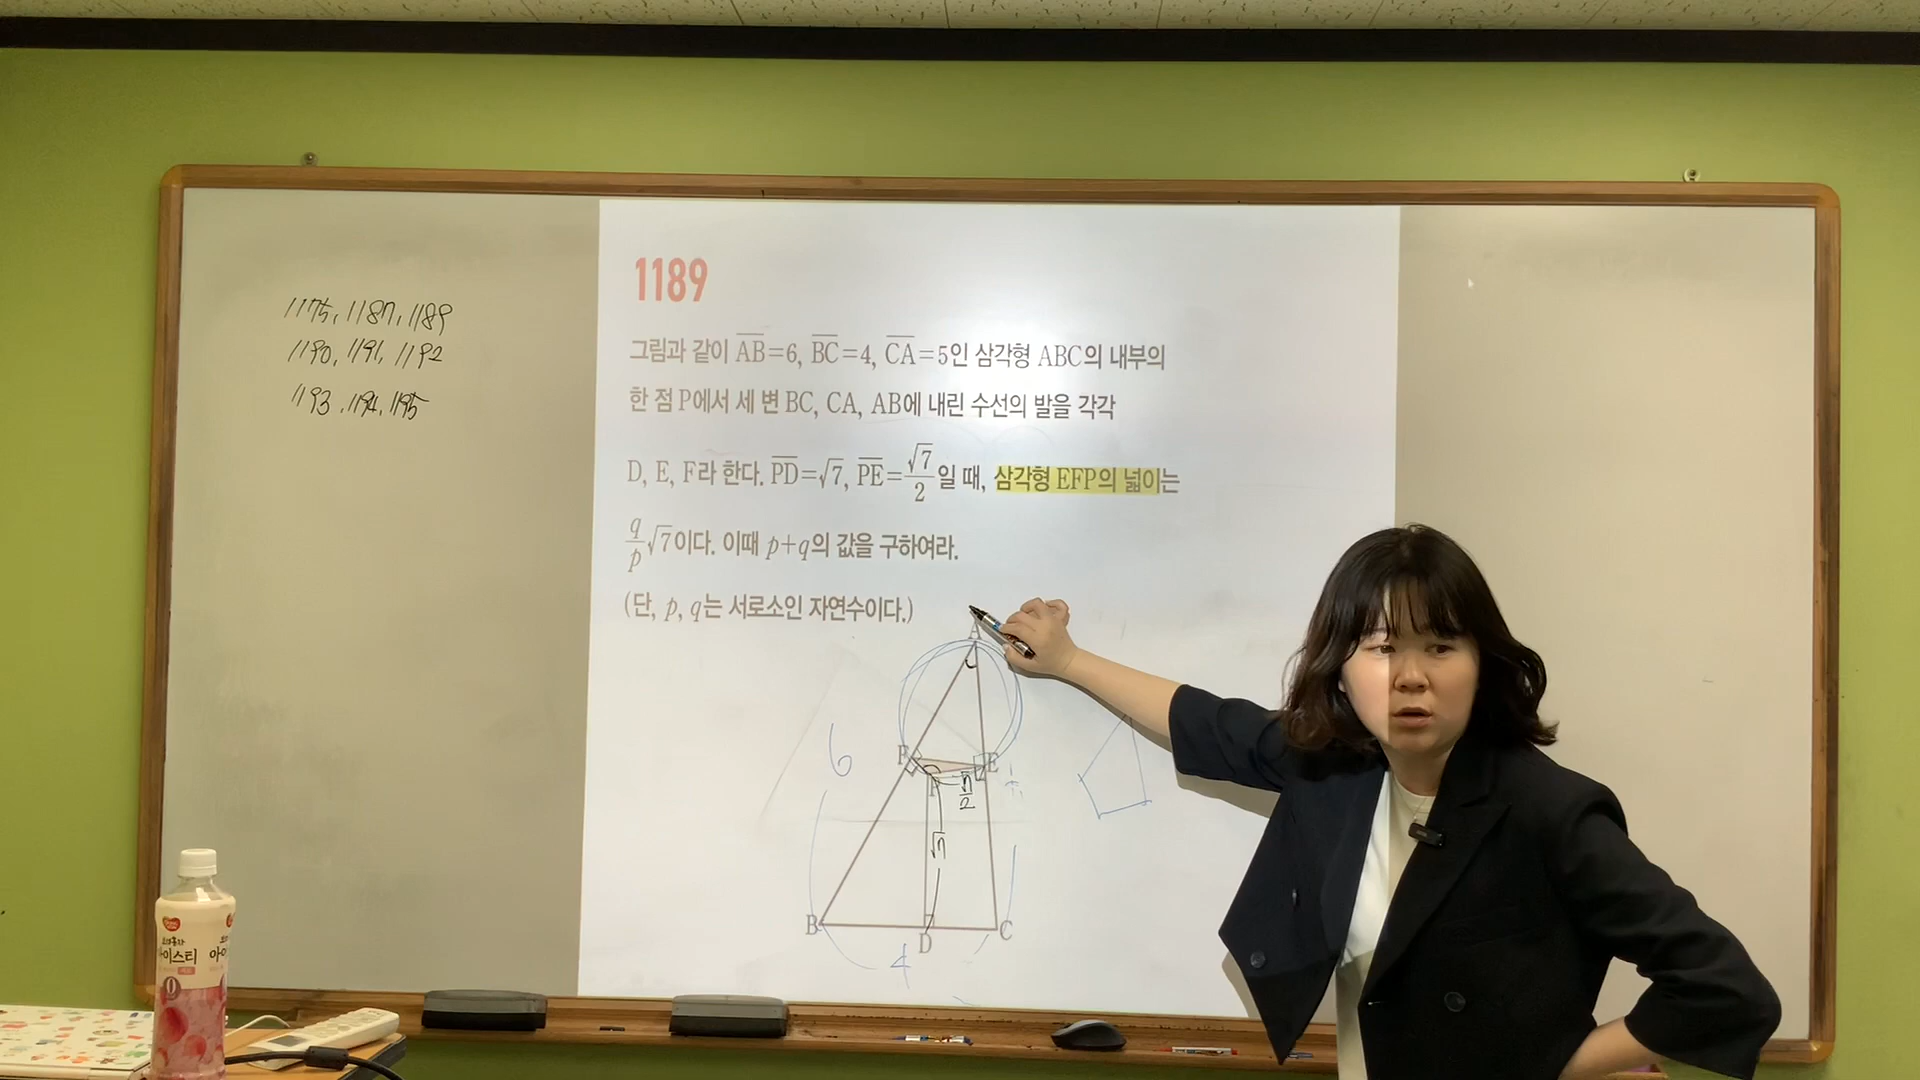 1175, 1187, 1189
1190, 1191, 1192
1193, 1194, 1195
1189
그림과 같이 AB=6, BC=4, CA=5인 삼각형 ABC의 내부의
한 점 P에서 세 변 BC, CA, AB에 내린 수선의 발을 각각
D, E, F라 한다. PD=√7, PE=√7/2일 때, 삼각형 EFP의 넓이는
q/p√7이다. 이때 p+q의 값을 구하여라.
(단, p, q는 서로소인 자연수이다.)
A
6
F
E
P
√7/2
√7
B
D
C
4
아이스티
0